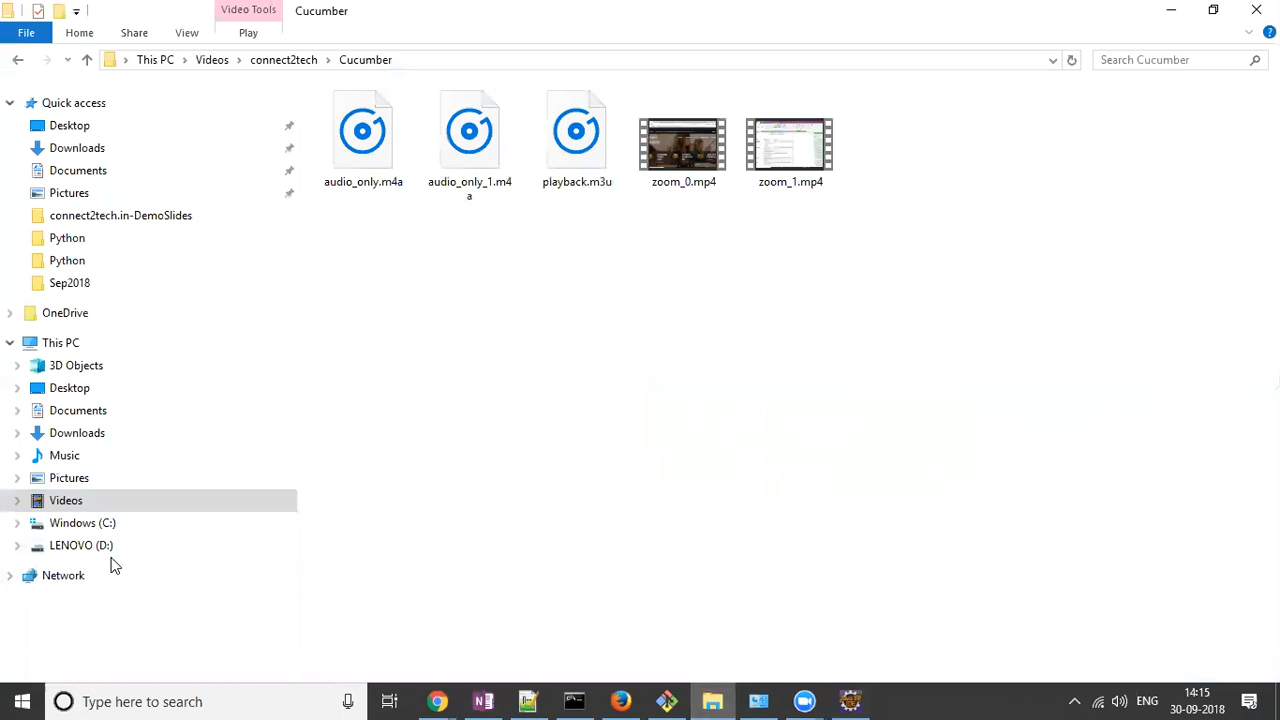 Video Tools
Cucumber
File
Home
Share
View
Play
This PC
Videos
connect2tech
Cucumber
Search Cucumber
Quick access
Desktop
Downloads
Documents
Pictures
connect2tech.in-DemoSlides
Python
Python
Sep2018
OneDrive
This PC
3D Objects
Desktop
Documents
Downloads
Music
Pictures
Videos
Windows (C:)
LENOVO (D:)
Network
audio_only.m4a
audio_only_1.m4
a
playback.m3u
zoom_0.mp4
zoom_1.mp4
Type here to search
ENG
14:15
30-09-2018